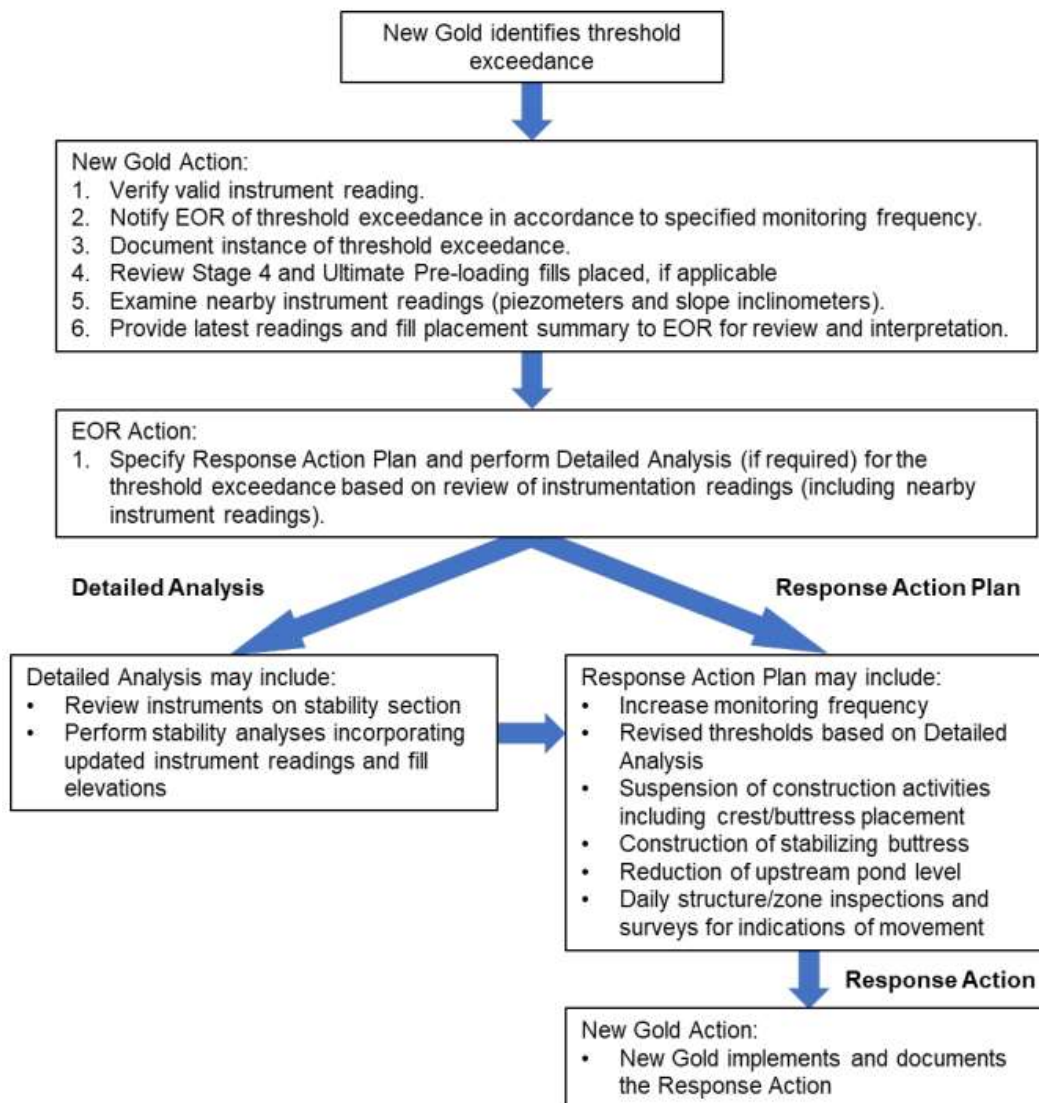 New Gold identifies threshold
exceedance
New Gold Action:
1. Verify valid instrument reading.
2. Notify EOR of threshold exceedance in accordance to specified monitoring frequency.
3. Document instance of threshold exceedance.
4. Review Stage 4 and Ultimate Pre-loading fills placed, if applicable
5. Examine nearby instrument readings (piezometers and slope inclinometers).
6. Provide latest readings and fill placement summary to EOR for review and interpretation.
EOR Action:
1. Specify Response Action Plan and perform Detailed Analysis (if required) for the
threshold exceedance based on review of instrumentation readings (including nearby
instrument readings).
Detailed Analysis
Response Action Plan
Detailed Analysis may include:
• Review instruments on stability section
• Perform stability analyses incorporating
updated instrument readings and fill
elevations
Response Action Plan may include:
• Increase monitoring frequency
• Revised thresholds based on Detailed
Analysis
• Suspension of construction activities
including crest/buttress placement
• Construction of stabilizing buttress
• Reduction of upstream pond level
• Daily structure/zone inspections and
surveys for indications of movement
Response Action
New Gold Action:
• New Gold implements and documents
the Response Action